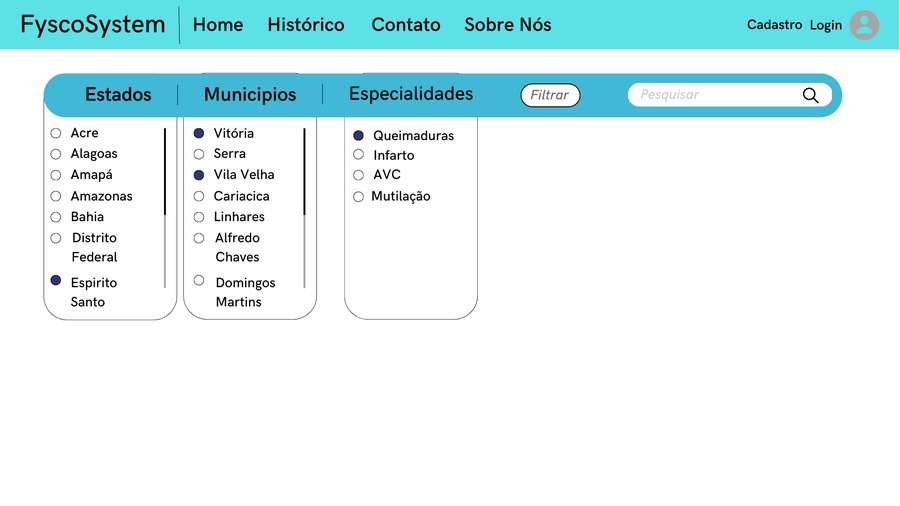 FyscoSystem Home Histórico Contato Sobre Nós Cadastro Login
Estados Municipios Especialidades Filtrar Pesquisar
Acre
Alagoas
Amapá
Amazonas
Bahia
Distrito
Federal
Espirito
Santo
Vitória
Serra
Vila Velha
Cariacica
Linhares
Alfredo
Chaves
Domingos
Martins
Queimaduras
Infarto
AVC
Mutilação